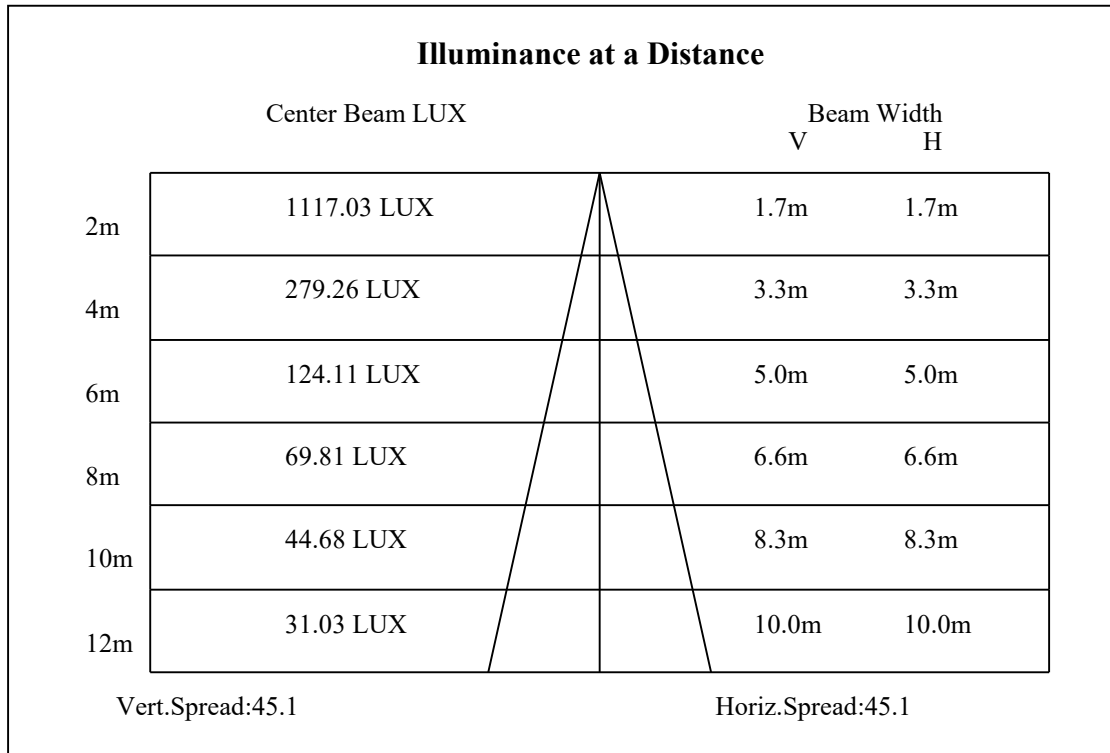 Illuminance at a Distance
Center Beam LUX Beam Width
V H
2m 1117.03 LUX 1.7m 1.7m
4m 279.26 LUX 3.3m 3.3m
6m 124.11 LUX 5.0m 5.0m
8m 69.81 LUX 6.6m 6.6m
10m 44.68 LUX 8.3m 8.3m
12m 31.03 LUX 10.0m 10.0m
Vert.Spread:45.1 Horiz.Spread:45.1